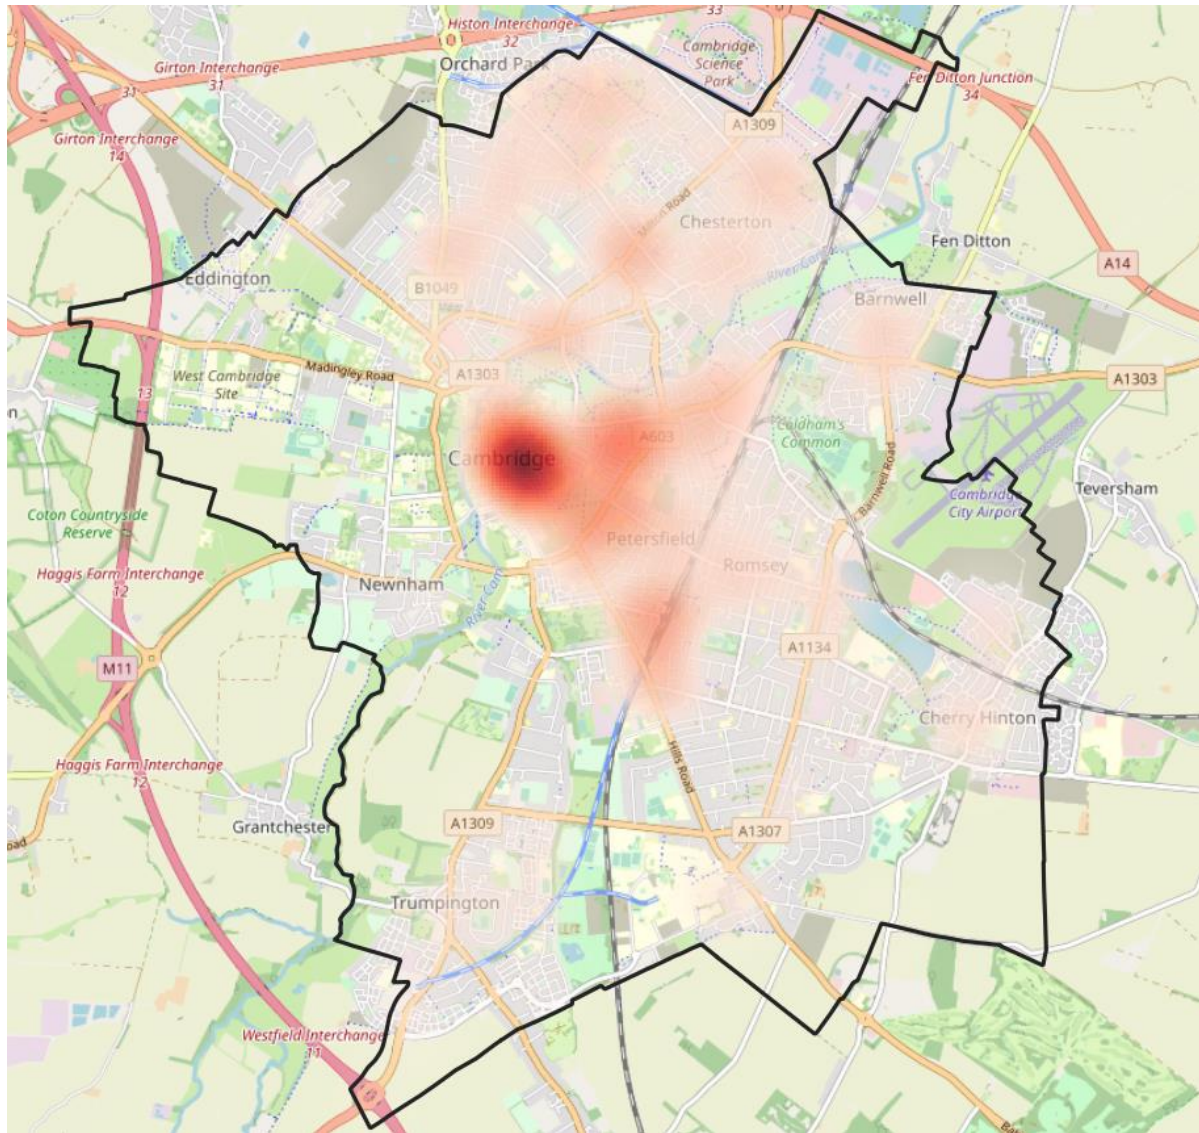 33
Histon Interchange
32
Cambridge
Science
Park
Orchard Park
Girton Interchange
31
Fen Ditton Junction
34
31
A1309
Girton Interchange
14
Milton Road
Chesterton
Fen Ditton
A14
River Cam
Eddington
B1049
Barnwell
A1303
West Cambridge
Site
Madingley Road
A1303
13
on
A603
Coldham's
Common
Cambridge
Barnwell Road
Cambridge
City Airport
Teversham
Coton Countryside
Reserve
Petersfield
Romsey
Haggis Farm Interchange
12
Newnham
River Cam
A1134
M11
Cherry Hinton
Haggis Farm Interchange
12
Hills Road
Grantchester
A1309
A1307
oad
Trumpington
Westfield Interchange
11
Bab